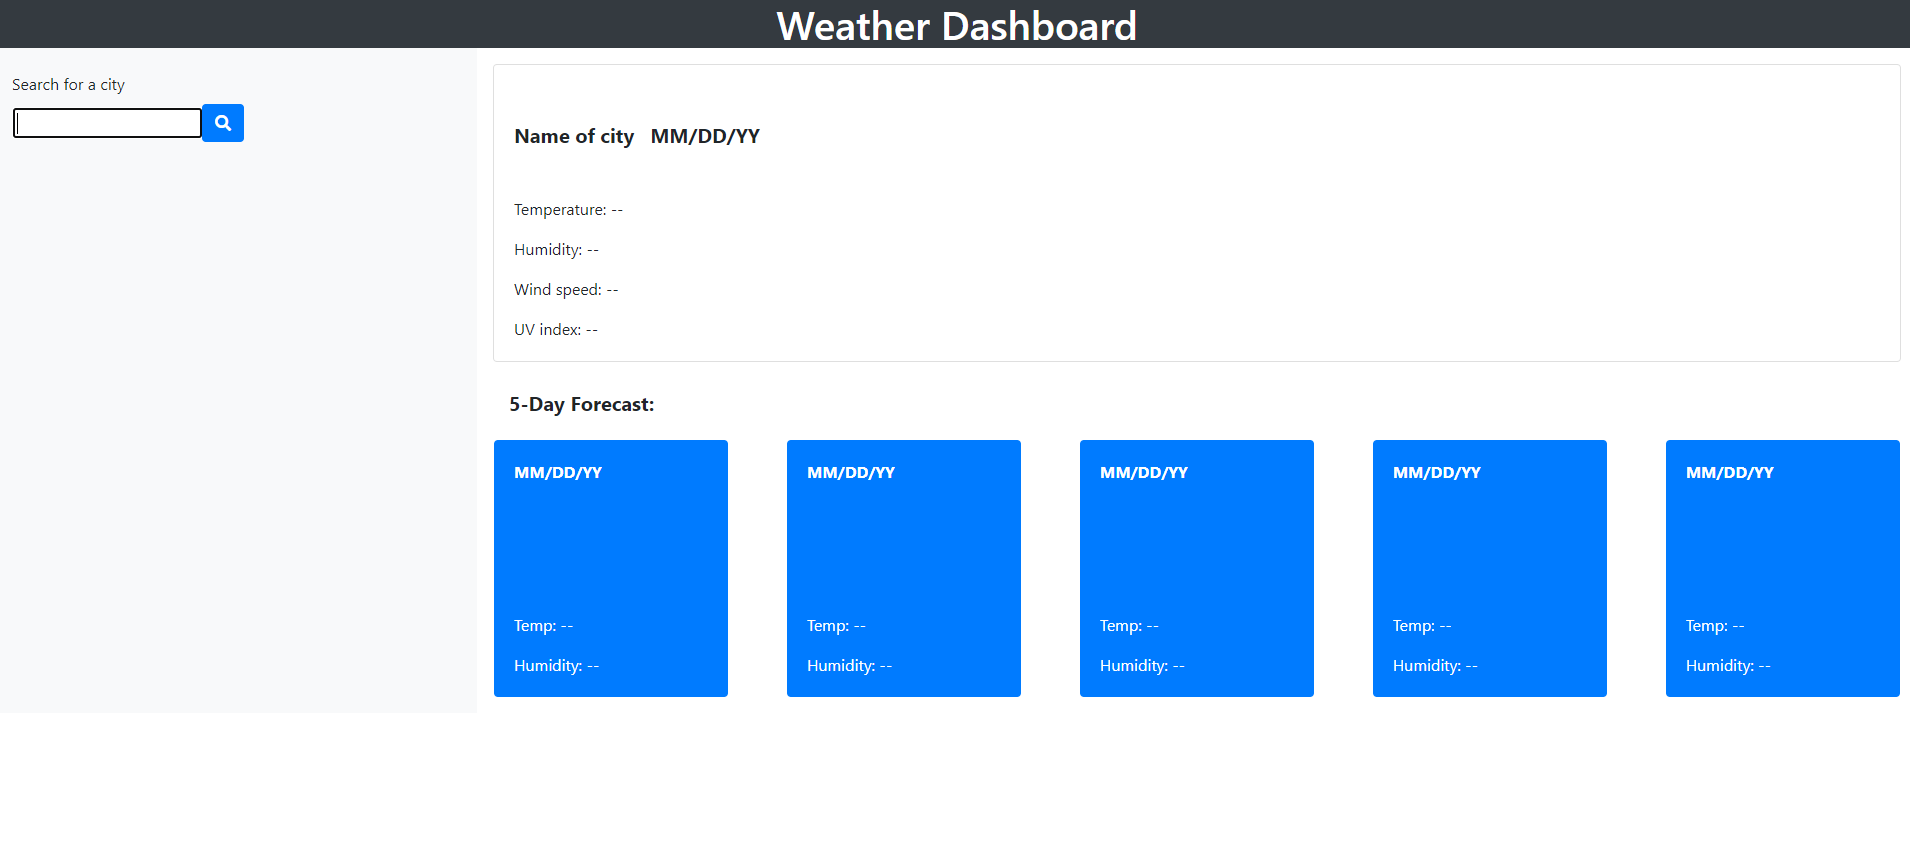 Weather Dashboard
Search for a city
Name of city MM/DD/YY
Temperature: --
Humidity: --
Wind speed: --
UV index: --
5-Day Forecast:
MM/DD/YY
Temp: --
Humidity: --
MM/DD/YY
Temp: --
Humidity: --
MM/DD/YY
Temp: --
Humidity: --
MM/DD/YY
Temp: --
Humidity: --
MM/DD/YY
Temp: --
Humidity: --